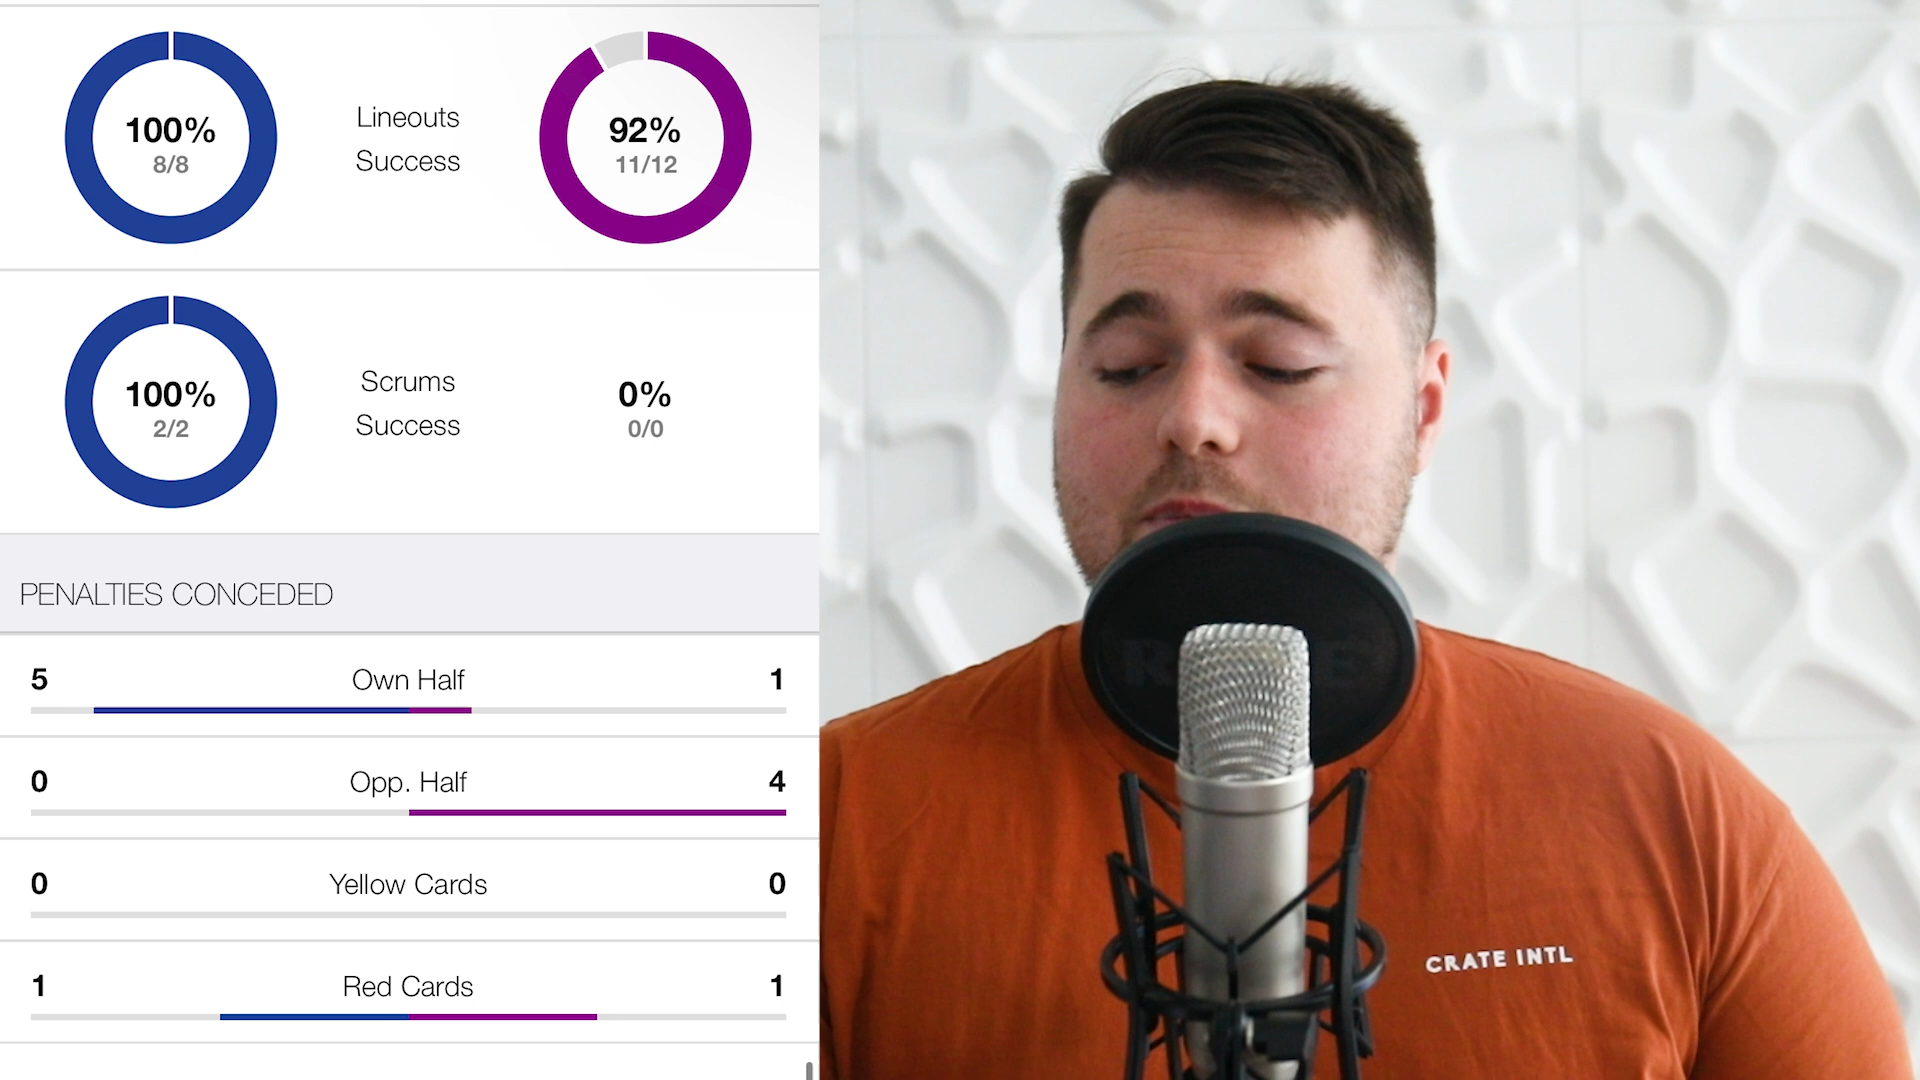 100%
8/8
Lineouts
Success
92%
11/12
100%
2/2
Scrums
Success
0%
0/0
PENALTIES CONCEDED
5 Own Half 1
0 Opp. Half 4
0 Yellow Cards 0
1 Red Cards 1
CRATE INTL